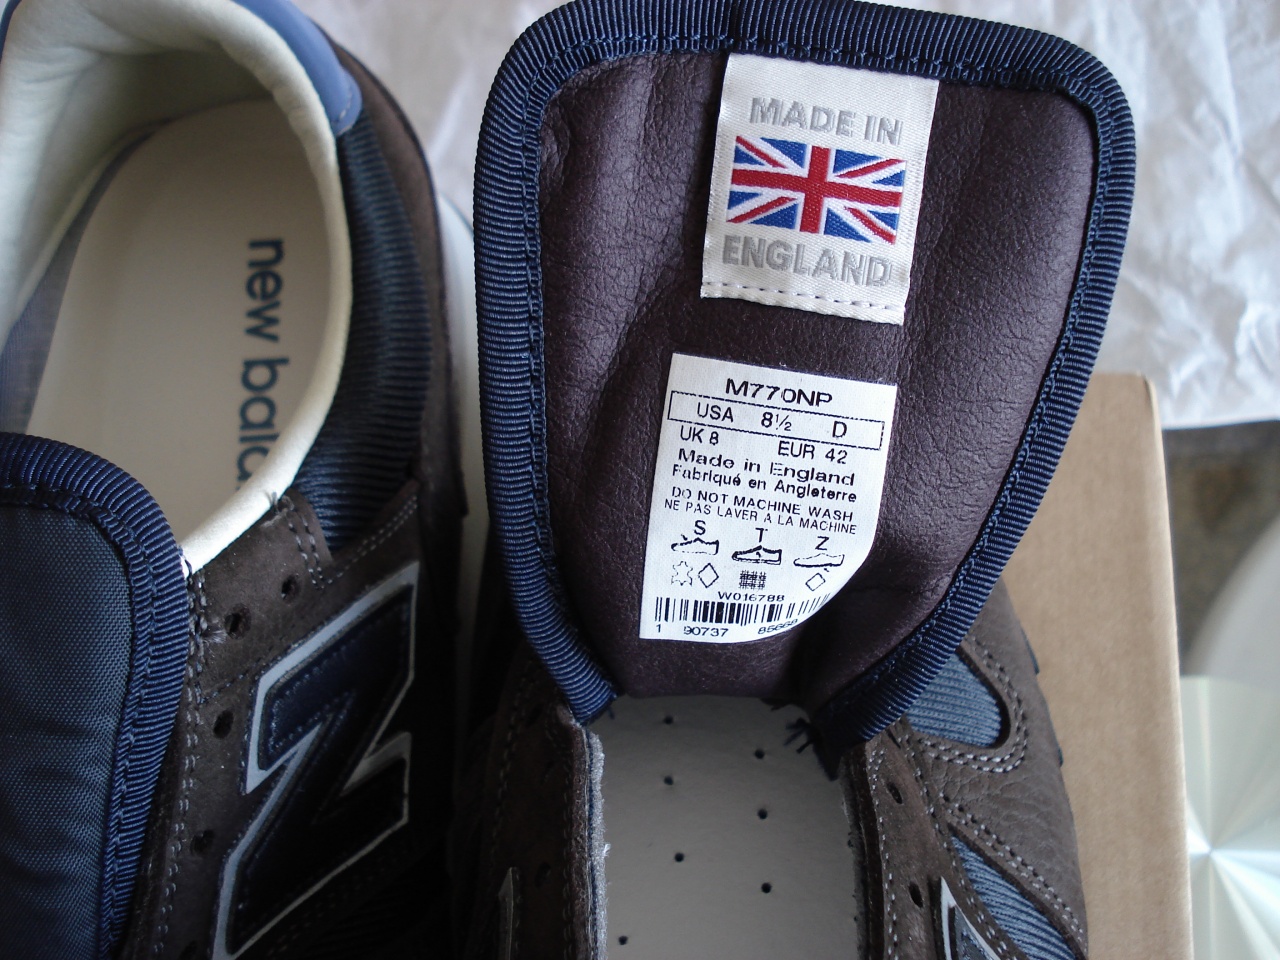 MADE IN
ENGLAND
new bala
M770NP
USA 8½ D
UK 8 EUR 42
Made in England
Fabriqué en Angleterre
DO NOT MACHINE WASH
NE PAS LAVER A LA MACHINE
S T Z
W016788
1 90737
N